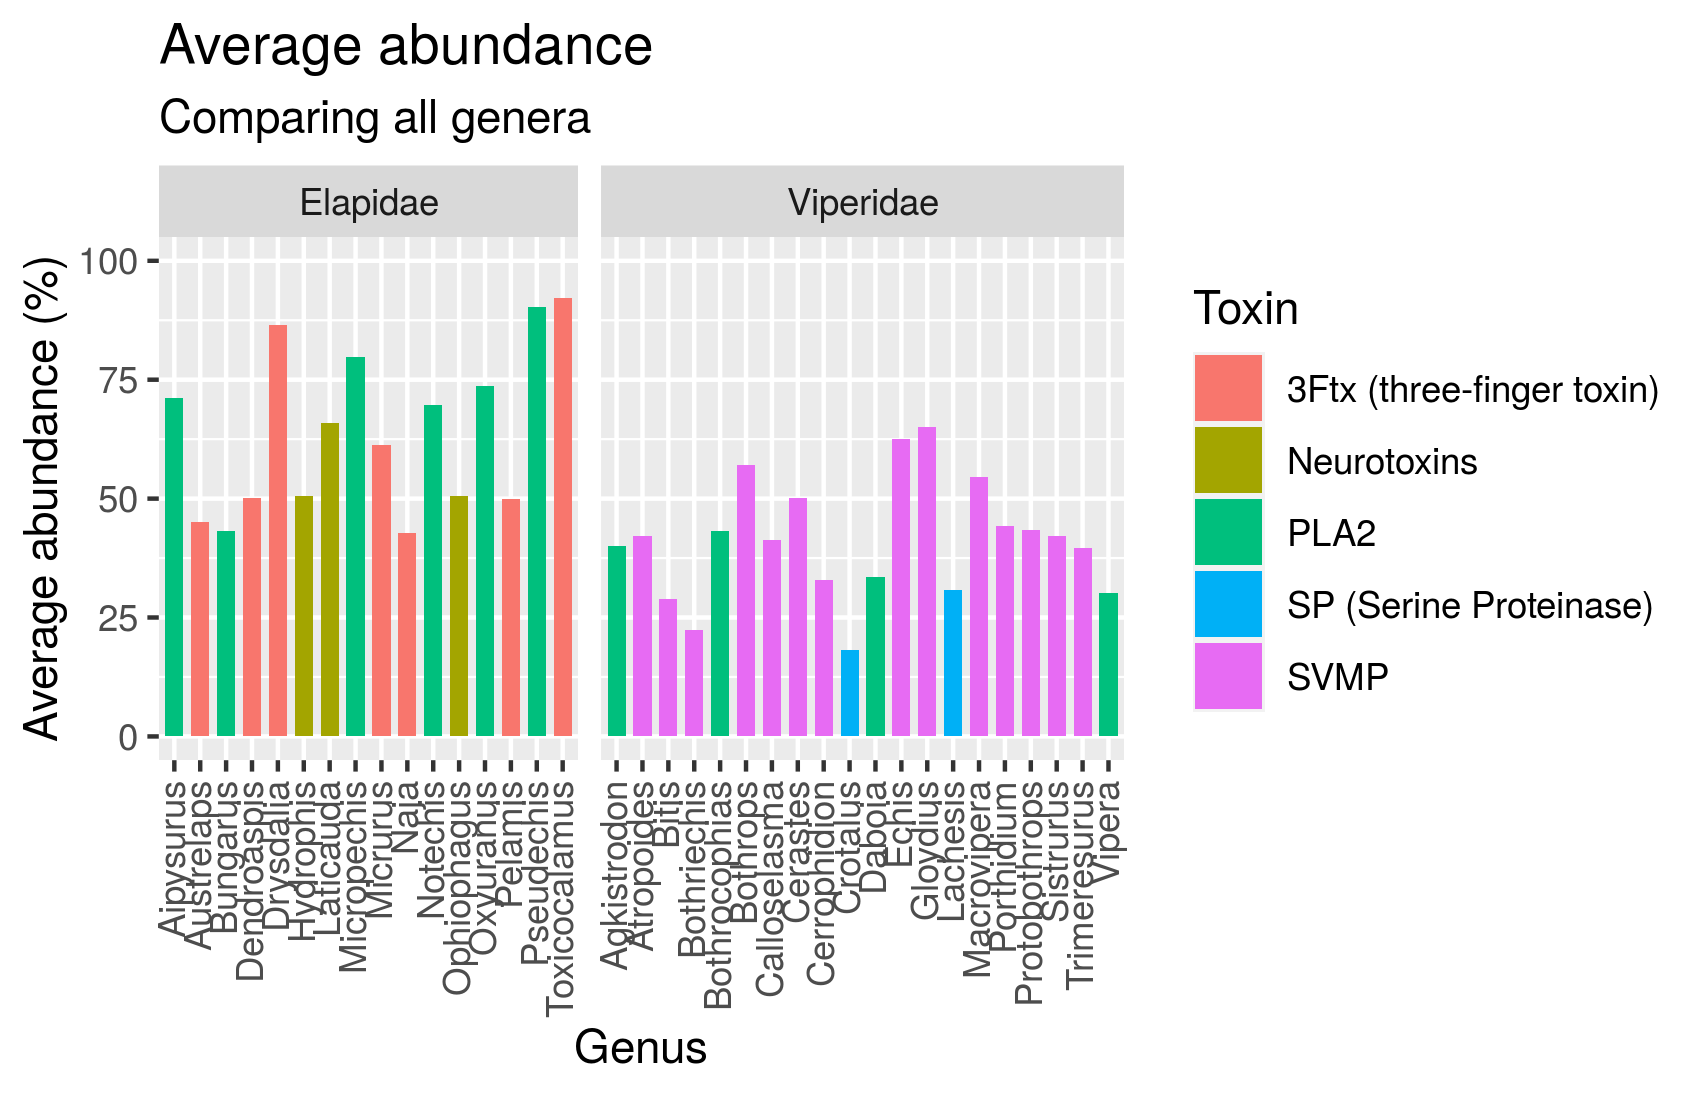 Average abundance
Comparing all genera
Elapidae
Viperidae
Average abundance (%)
100
75
50
25
0
Aipysurus
Austrelaps
Bungarus
Dendroaspis
Drysdalia
Hydrophis
Laticauda
Micropechis
Micrurus
Naja
Notechis
Ophiophagus
Oxyuranus
Pelamis
Pseudechis
Toxicocalamus
Agkistrodon
Atropoides
Bitis
Bothriechis
Bothrocophias
Bothrops
Calloselasma
Cerastes
Cerrophidion
Crotalus
Daboia
Echis
Gloydius
Lachesis
Macrovipera
Porthidium
Protobothrops
Sistrurus
Trimeresurus
Vipera
Genus
Toxin
3Ftx (three-finger toxin)
Neurotoxins
PLA2
SP (Serine Proteinase)
SVMP